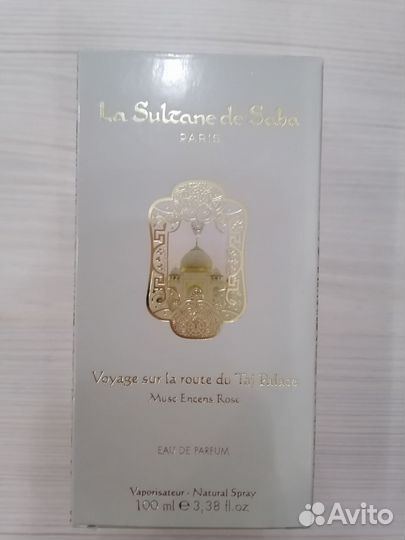 La Sultane de Saba
PARIS
Voyage sur la route du Taj Palace
Musc Encens Rose
EAU DE PARFUM
Vaporisateur - Natural Spray
100 ml e 3,38 fl.oz
Avito